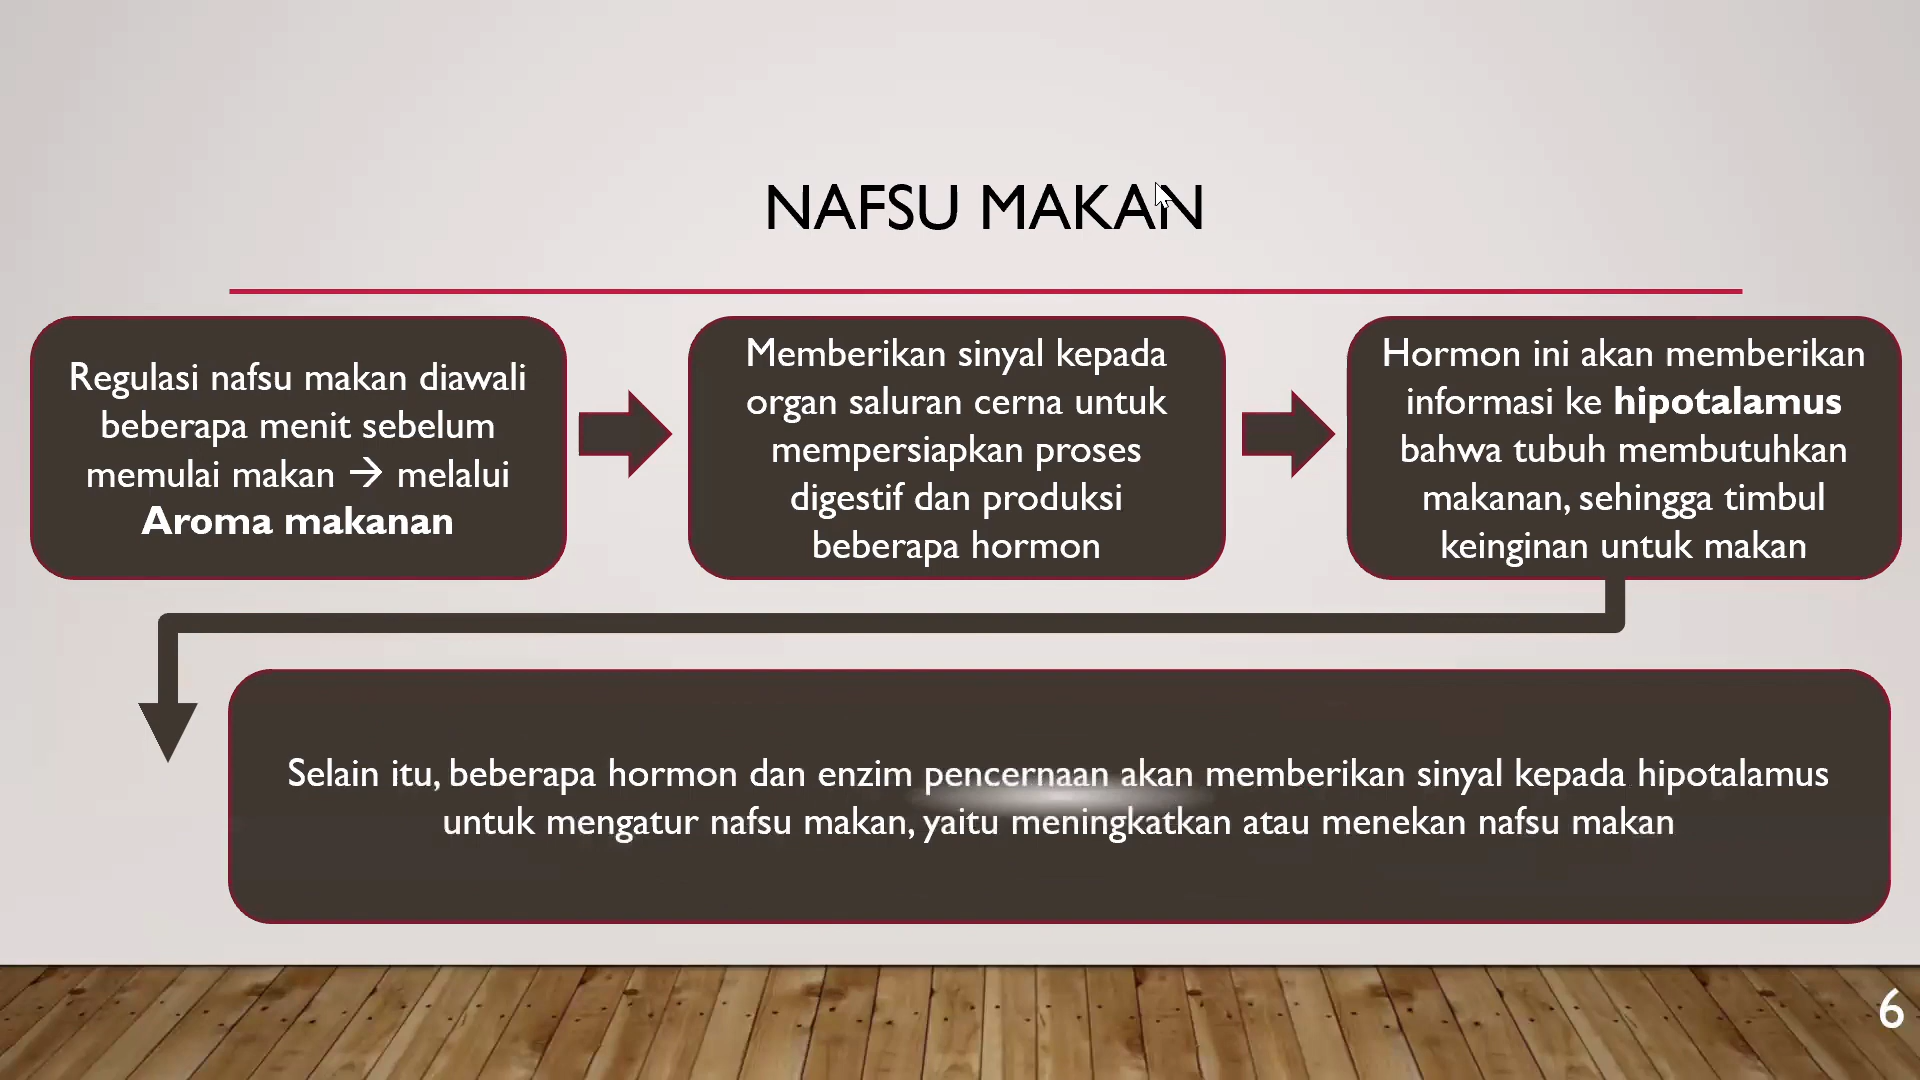 NAFSU MAKAN
Regulasi nafsu makan diawali
beberapa menit sebelum
memulai makan → melalui
Aroma makanan
Memberikan sinyal kepada
organ saluran cerna untuk
mempersiapkan proses
digestif dan produksi
beberapa hormon
Hormon ini akan memberikan
informasi ke hipotalamus
bahwa tubuh membutuhkan
makanan, sehingga timbul
keinginan untuk makan
Selain itu, beberapa hormon dan enzim pencernaan akan memberikan sinyal kepada hipotalamus
untuk mengatur nafsu makan, yaitu meningkatkan atau menekan nafsu makan
6